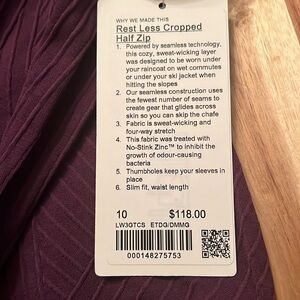 WHY WE MADE THIS
Rest Less Cropped
Half Zip
1. Powered by seamless technology,
this cozy, sweat-wicking layer
was designed to be worn under
your raincoat on wet commutes
or under your ski jacket when
hitting the slopes
2. Our seamless construction uses
the fewest number of seams to
create gear that glides across
skin so you can skip the chafe
3. Fabric is sweat-wicking and
four-way stretch
4. This fabric was treated with
No-Stink Zinc™ to inhibit the
growth of odour-causing
bacteria
5. Thumbholes keep your sleeves in
place
6. Slim fit, waist length
10 $118.00
LW3GTCS ETDG/DMMG
000148275753